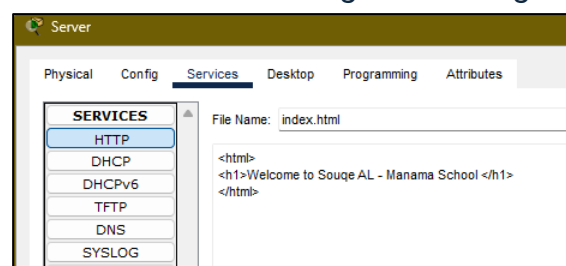 Server
Physical Config Services Desktop Programming Attributes
SERVICES
HTTP
DHCP
DHCPv6
TFTP
DNS
SYSLOG
File Name: index.html
<html>
<h1>Welcome to Souqe AL - Manama School </h1>
</html>